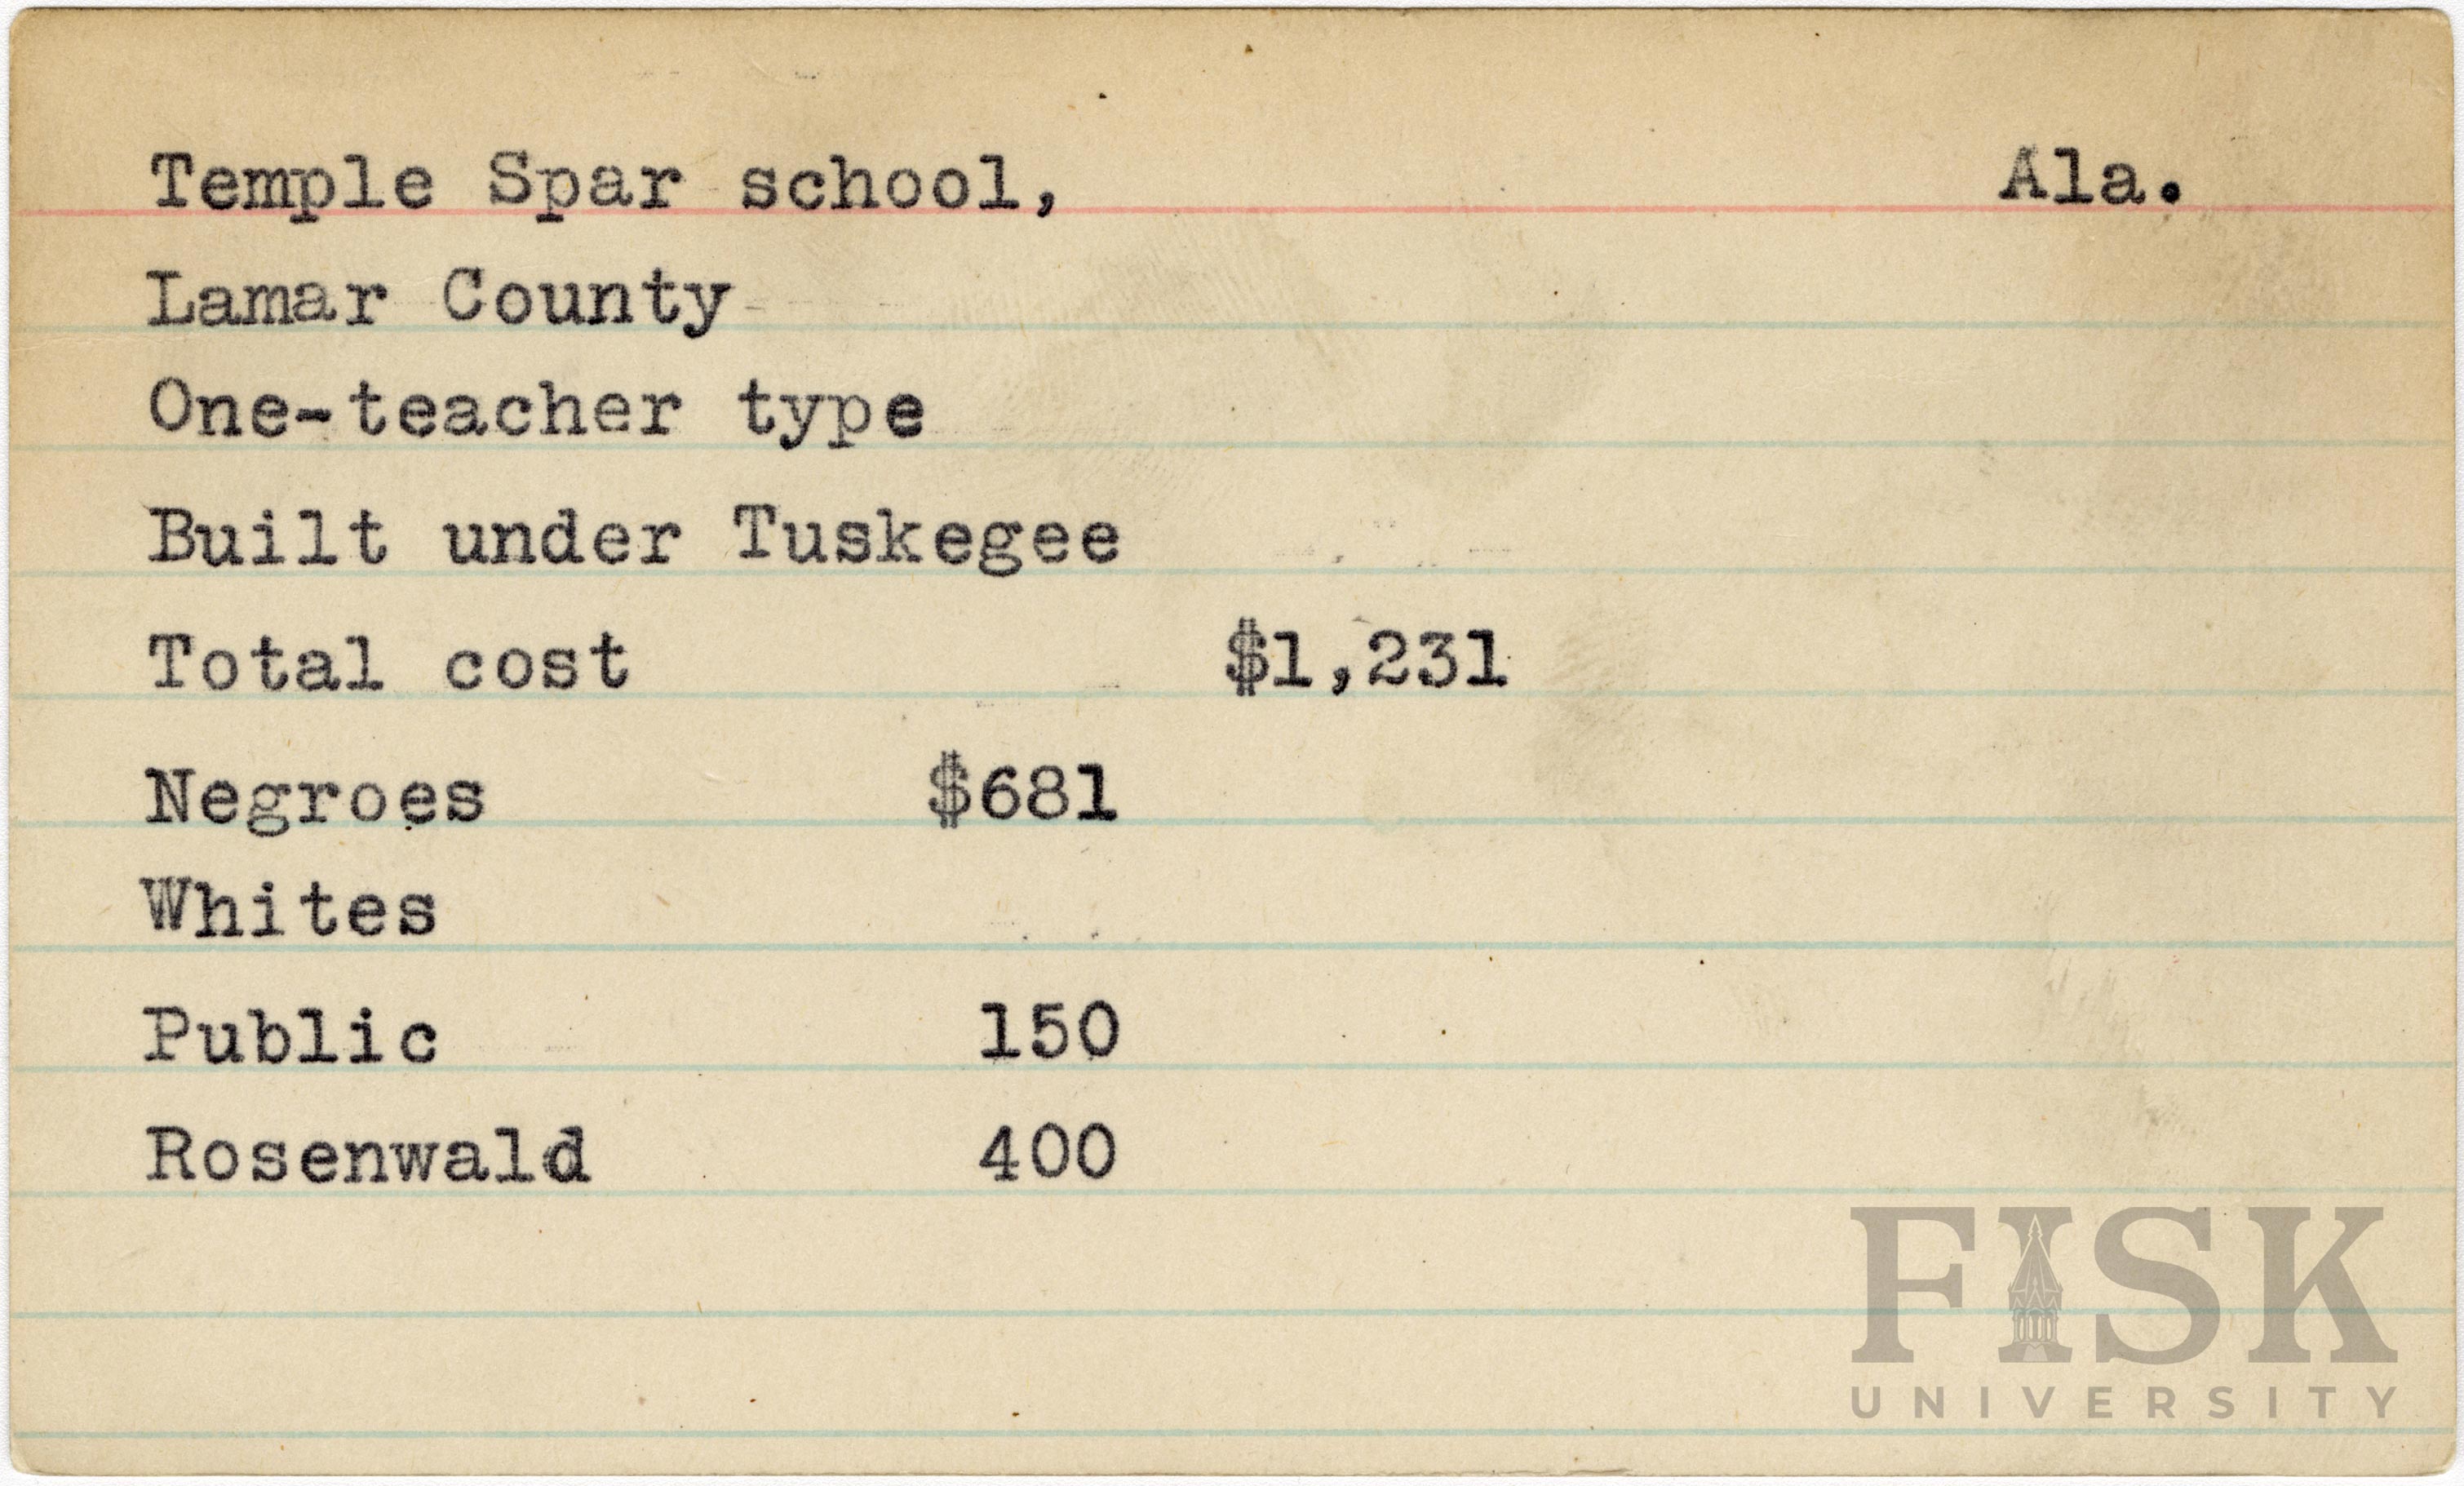 Temple Spar school, Ala.
Lamar County
One-teacher type
Built under Tuskegee
Total cost $1,231
Negroes $681
Whites
Public 150
Rosenwald 400
FISK
UNIVERSITY